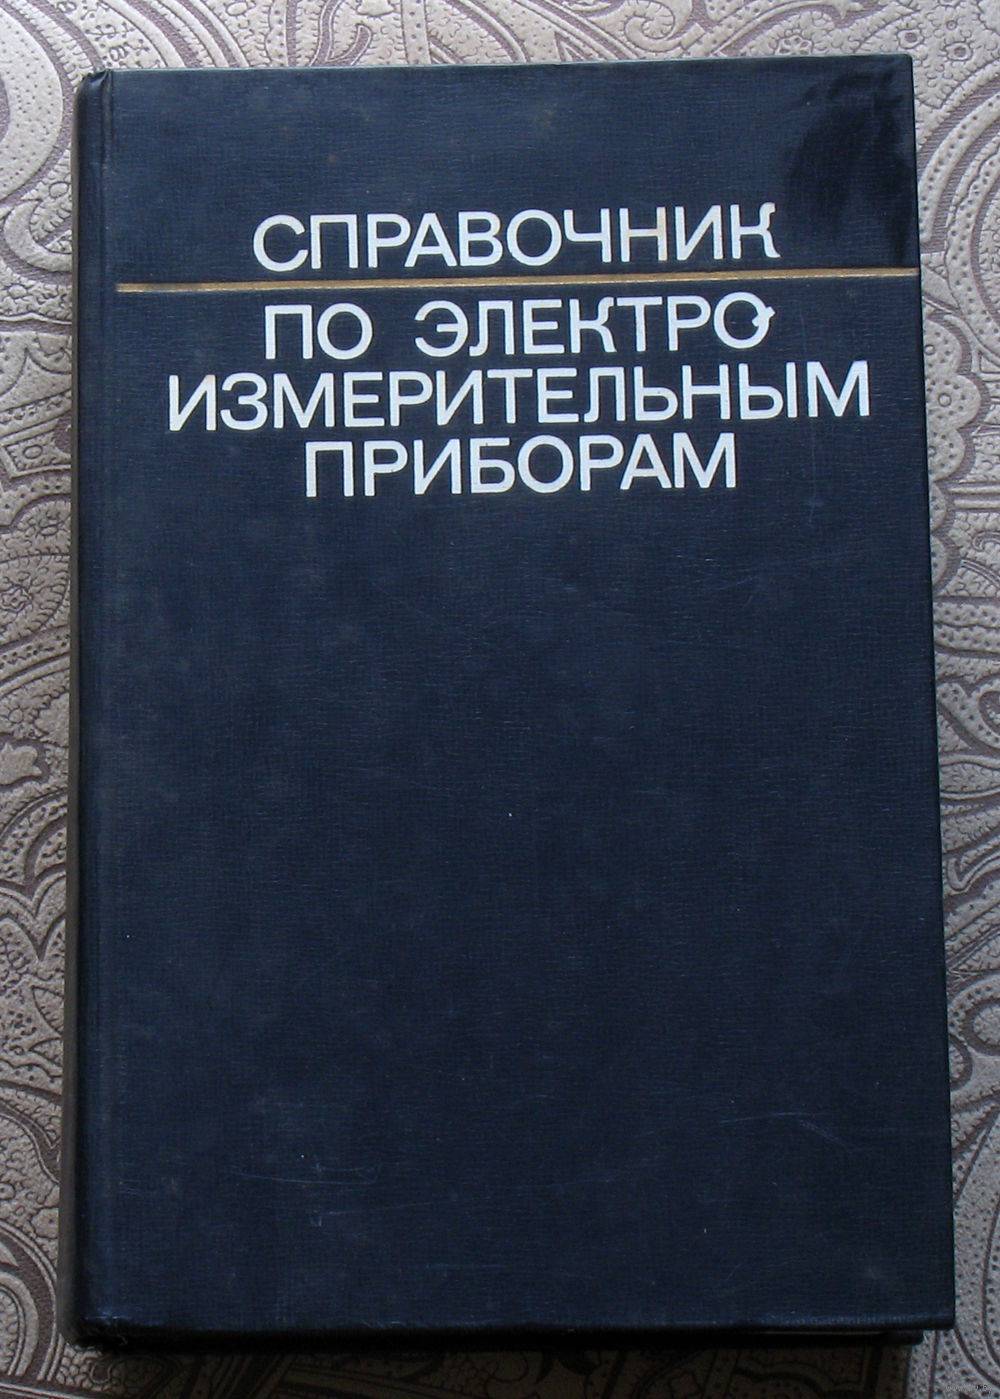 СПРАВОЧНИК
ПО ЭЛЕКТРО
ИЗМЕРИТЕЛЬНЫМ
ПРИБОРАМ